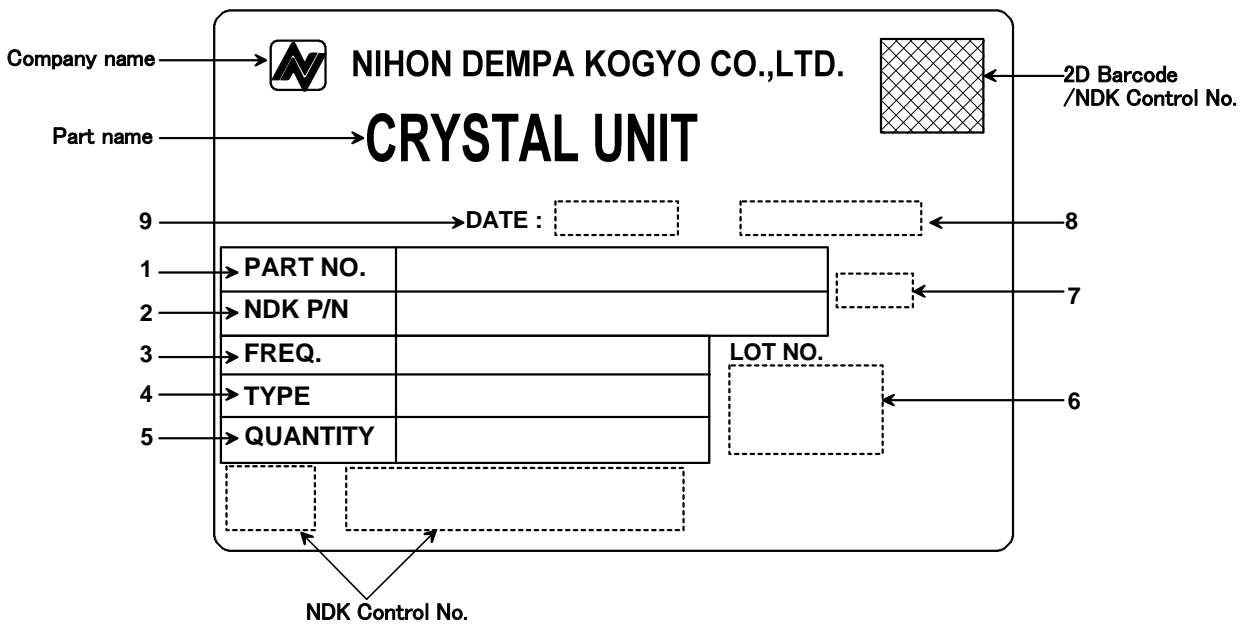 Company name
NIHON DEMPA KOGYO CO.,LTD.
2D Barcode
/NDK Control No.
Part name
CRYSTAL UNIT
9
DATE :
8
1
PART NO.
7
2
NDK P/N
3
FREQ.
LOT NO.
4
TYPE
6
5
QUANTITY
NDK Control No.